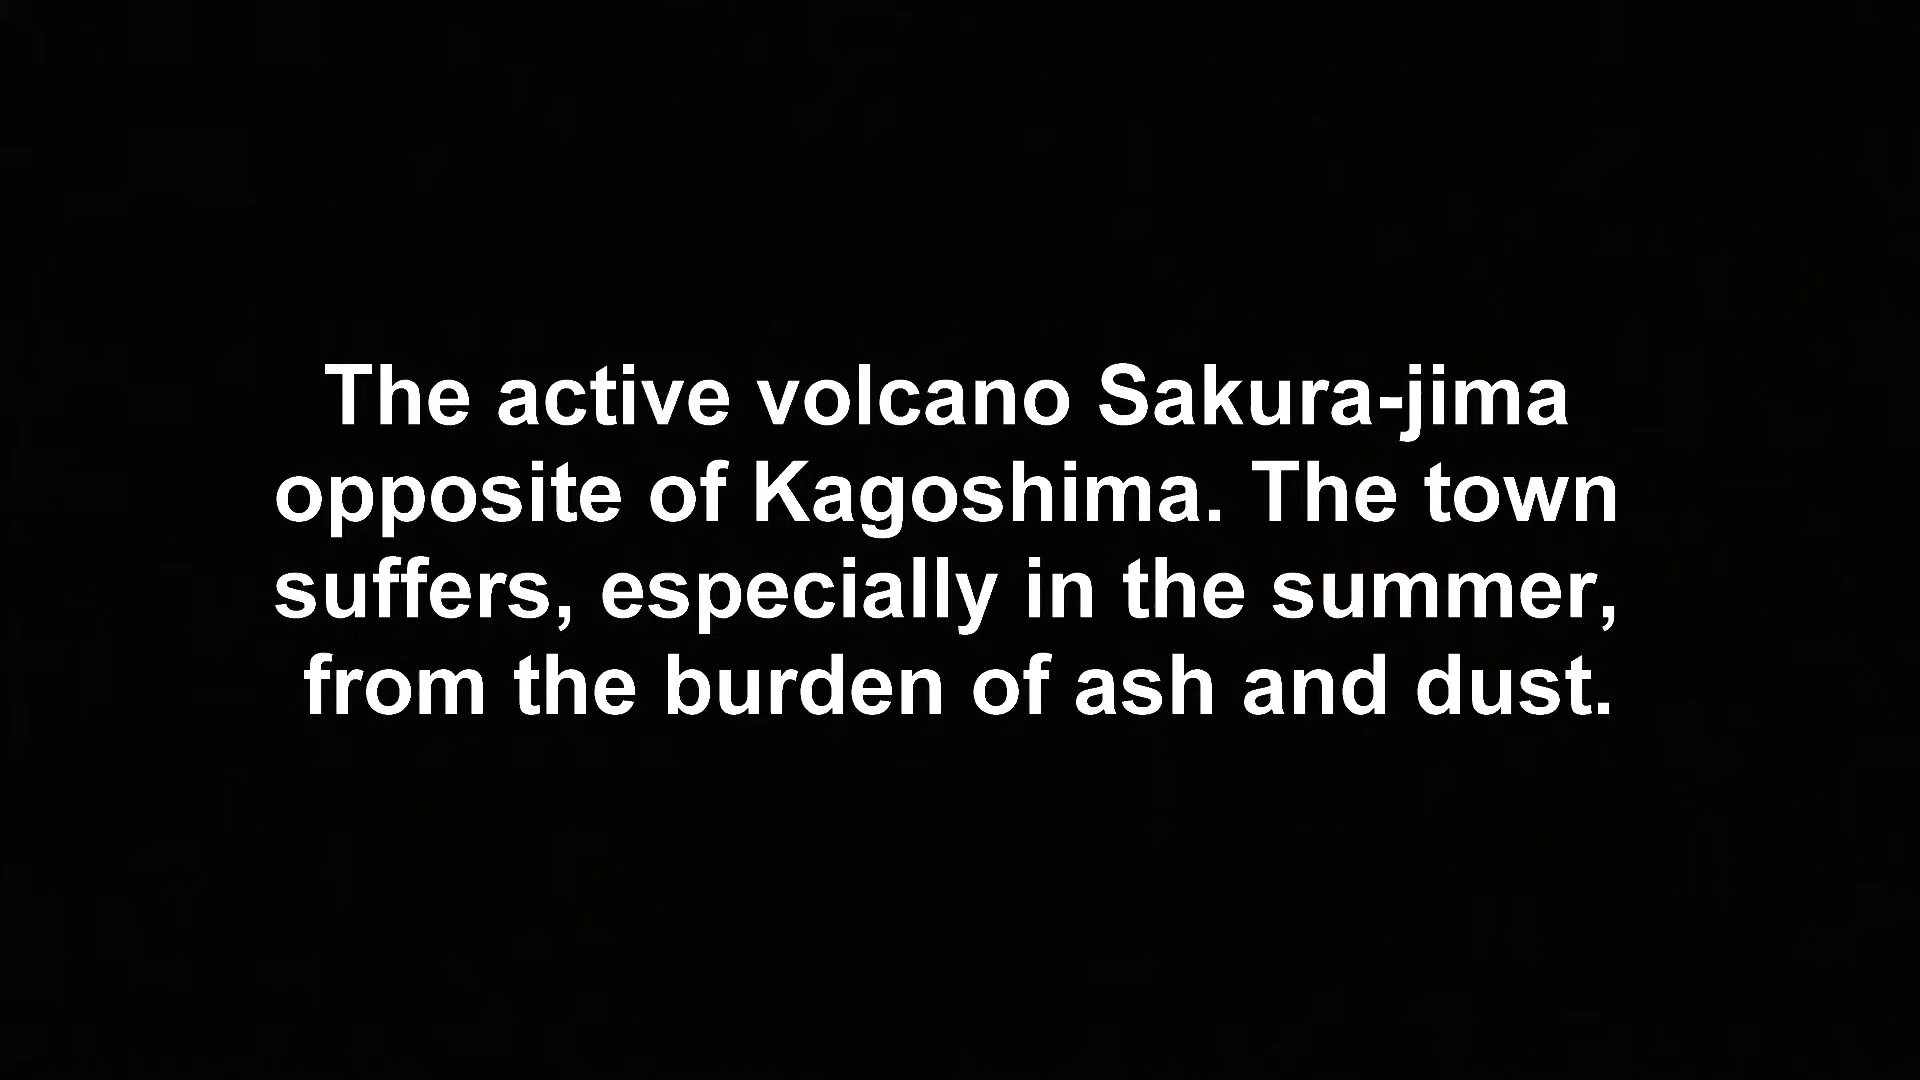 The active volcano Sakura-jima
opposite of Kagoshima. The town
suffers, especially in the summer,
from the burden of ash and dust.